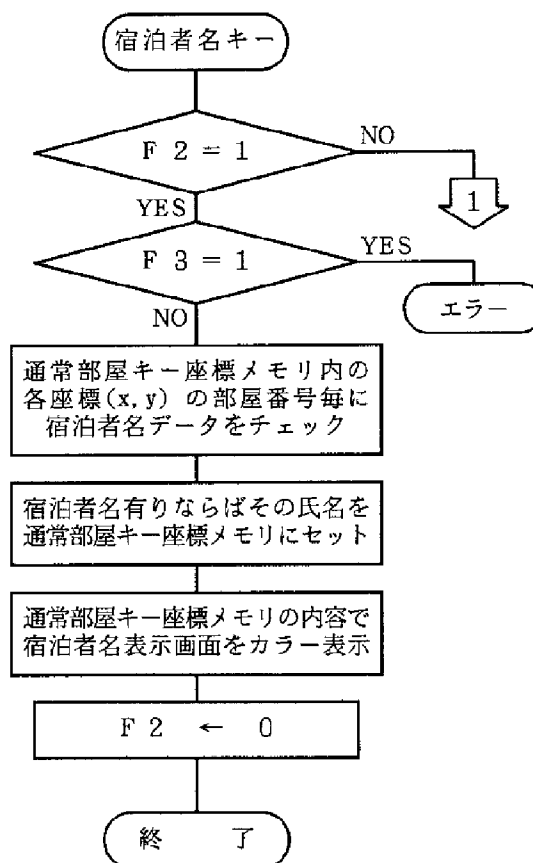 宿泊者名キー
F 2 = 1
NO
1
YES
F 3 = 1
YES
エラー
NO
通常部屋キー座標メモリ内の
各座標(x, y) の部屋番号毎に
宿泊者名データをチェック
宿泊者名有りならばその氏名を
通常部屋キー座標メモリにセット
通常部屋キー座標メモリの内容で
宿泊者名表示画面をカラー表示
F 2 ← 0
終 了